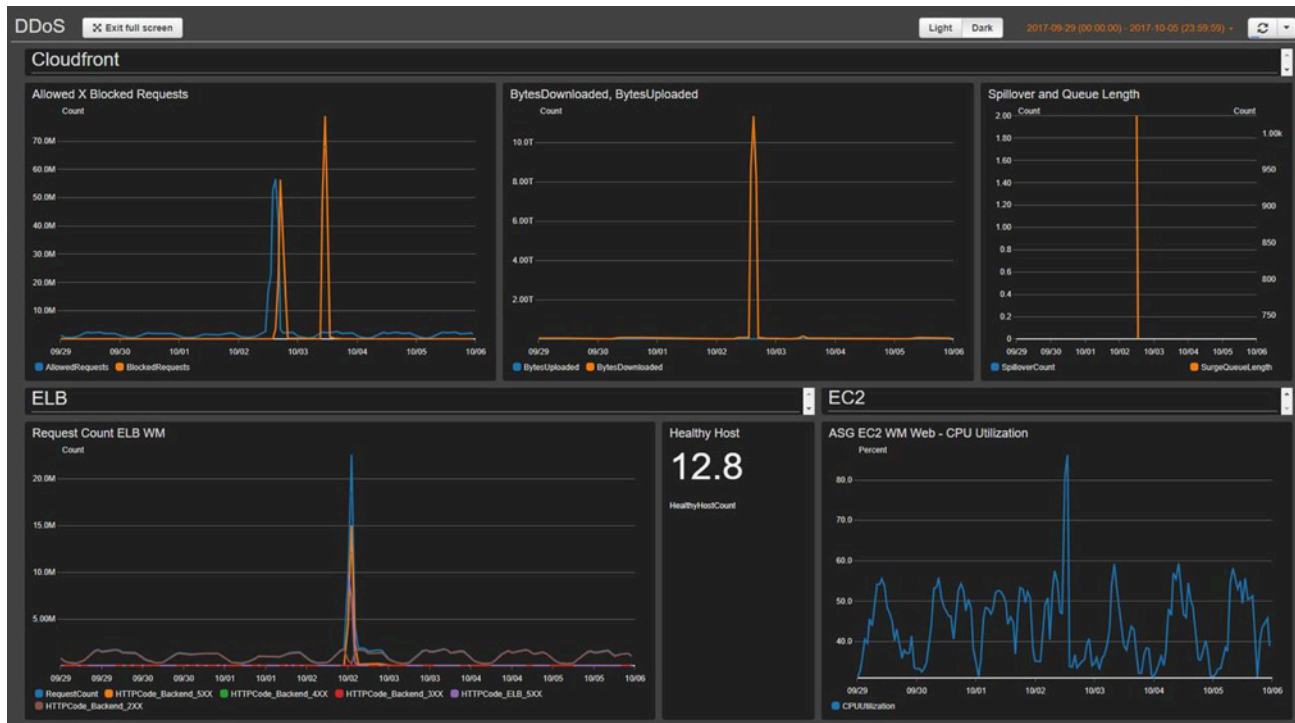 DDoS Exit full screen Light Dark 2017-09-29 (00:00:00) - 2017-10-05 (23:59:59)
Cloudfront
Allowed X Blocked Requests
Count
70.0M
60.0M
50.0M
40.0M
30.0M
20.0M
10.0M
09/29 09/30 10/01 10/02 10/03 10/04 10/05 10/06
AllowedRequests BlockedRequests
BytesDownloaded, BytesUploaded
Count
10.0T
8.00T
6.00T
4.00T
2.00T
09/29 09/30 10/01 10/02 10/03 10/04 10/05 10/06
BytesUploaded BytesDownloaded
Spillover and Queue Length
2.00 Count Count
1.80 1.00k
1.60
1.40 950
1.20 900
1.00
0.8 850
0.6
0.4 800
0.2 750
0
09/29 09/30 10/01 10/02 10/03 10/04 10/05 10/06
SpilloverCount SurgeQueueLength
ELB
Request Count ELB WM
Count
20.0M
15.0M
10.0M
5.00M
09/29 09/29 09/30 09/30 10/01 10/01 10/02 10/02 10/03 10/03 10/04 10/04 10/05 10/05 10/06
RequestCount HTTPCode_Backend_5XX HTTPCode_Backend_4XX HTTPCode_Backend_3XX HTTPCode_ELB_5XX
HTTPCode_Backend_2XX
Healthy Host
12.8
HealthyHostCount
EC2
ASG EC2 WM Web - CPU Utilization
Percent
80.0
70.0
60.0
50.0
40.0
09/29 09/30 10/01 10/02 10/03 10/04 10/05 10/06
CPUUtilization